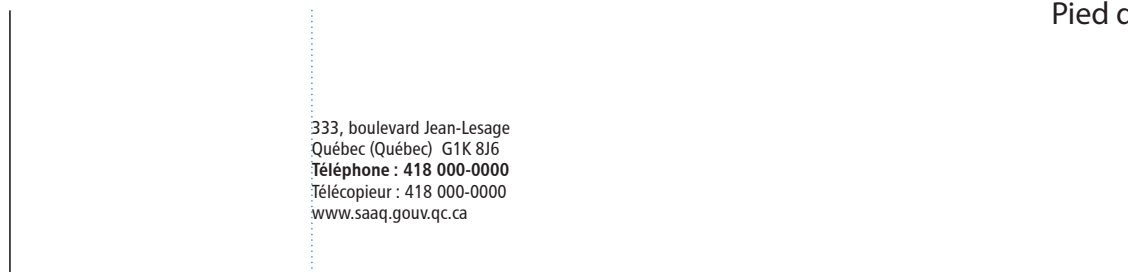 Pied
333, boulevard Jean-Lesage
Québec (Québec) G1K 8J6
Téléphone : 418 000-0000
Télécopieur : 418 000-0000
www.saaq.gouv.qc.ca